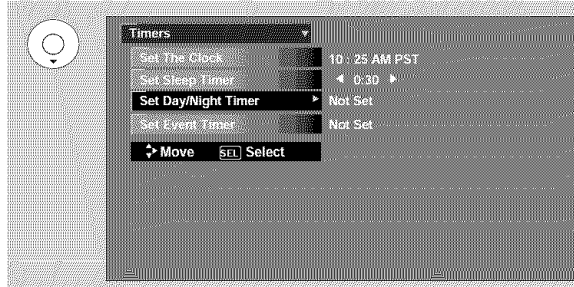 Timers
Set The Clock 10 : 25 AM PST
Set Sleep Timer 0:30
Set Day/Night Timer Not Set
Set Event Timer Not Set
Move SEL Select